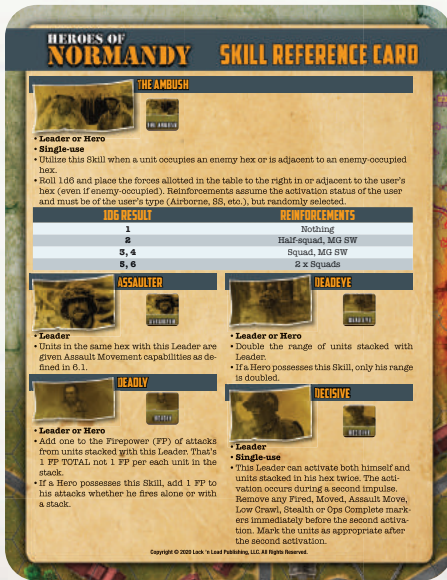 HEROES OF
NORMANDY
SKILL REFERENCE CARD
THE AMBUSH
THE AMBUSH
• Leader or Hero
• Single-use
• Utilize this Skill when a unit occupies an enemy hex or is adjacent to an enemy-occupied
hex.
• Roll 1d6 and place the forces allotted in the table to the right in or adjacent to the user's
hex (even if enemy-occupied). Reinforcements assume the activation status of the user
and must be of the user's type (Airborne, SS, etc.), but randomly selected.
1D6 RESULT REINFORCEMENTS
1 Nothing
2 Half-squad, MG SW
3, 4 Squad, MG SW
5, 6 2 x Squads
ASSAULTER
ASSAULTER
• Leader
• Units in the same hex with this Leader are
given Assault Movement capabilities as de-
fined in 6.1.
DEADEYE
DEADEYE
• Leader or Hero
• Double the range of units stacked with
Leader.
• If a Hero possesses this Skill, only his range
is doubled.
DEADLY
DEADLY
• Leader or Hero
• Add one to the Firepower (FP) of attacks
from units stacked with this Leader. That's
1 FP TOTAL not 1 FP per each unit in the
stack.
• If a Hero possesses this Skill, add 1 FP to
his attacks whether he fires alone or with
a stack.
DECISIVE
DECISIVE
• Leader
• Single-use
• This Leader can activate both himself and
units stacked in his hex twice. The acti-
vation occurs during a second impulse.
Remove any Fired, Moved, Assault Move,
Low Crawl, Stealth or Ops Complete mark-
ers immediately before the second activa-
tion. Mark the units as appropriate after
the second activation.
Copyright © 2020 Lock 'n Load Publishing, LLC. All Rights Reserved.